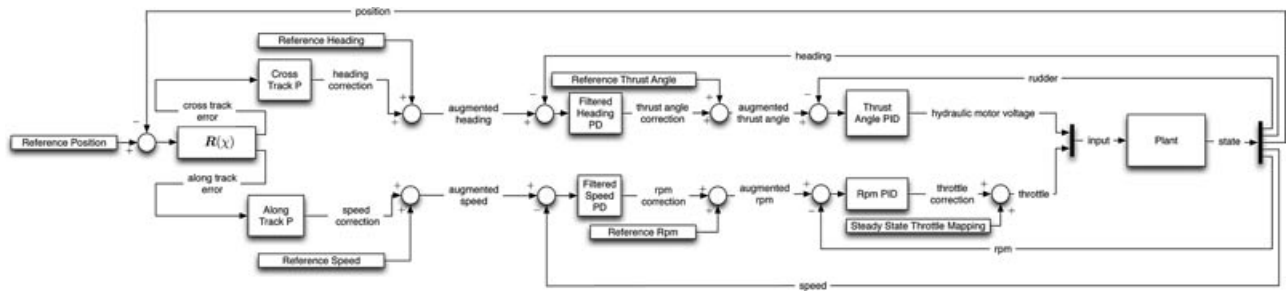 position
Reference Heading
heading
Cross
Track P
heading
correction
Reference Thrust Angle
rudder
cross track
error
augmented
heading
Filtered
Heading
PD
thrust angle
correction
augmented
thrust angle
Thrust
Angle PID
hydraulic motor voltage
Reference Position
R(χ)
input
Plant
state
along track
error
augmented
speed
Filtered
Speed
PD
rpm
correction
augmented
rpm
Rpm PID
throttle
correction
throttle
Along
Track P
speed
correction
Reference Rpm
Steady State Throttle Mapping
rpm
Reference Speed
speed